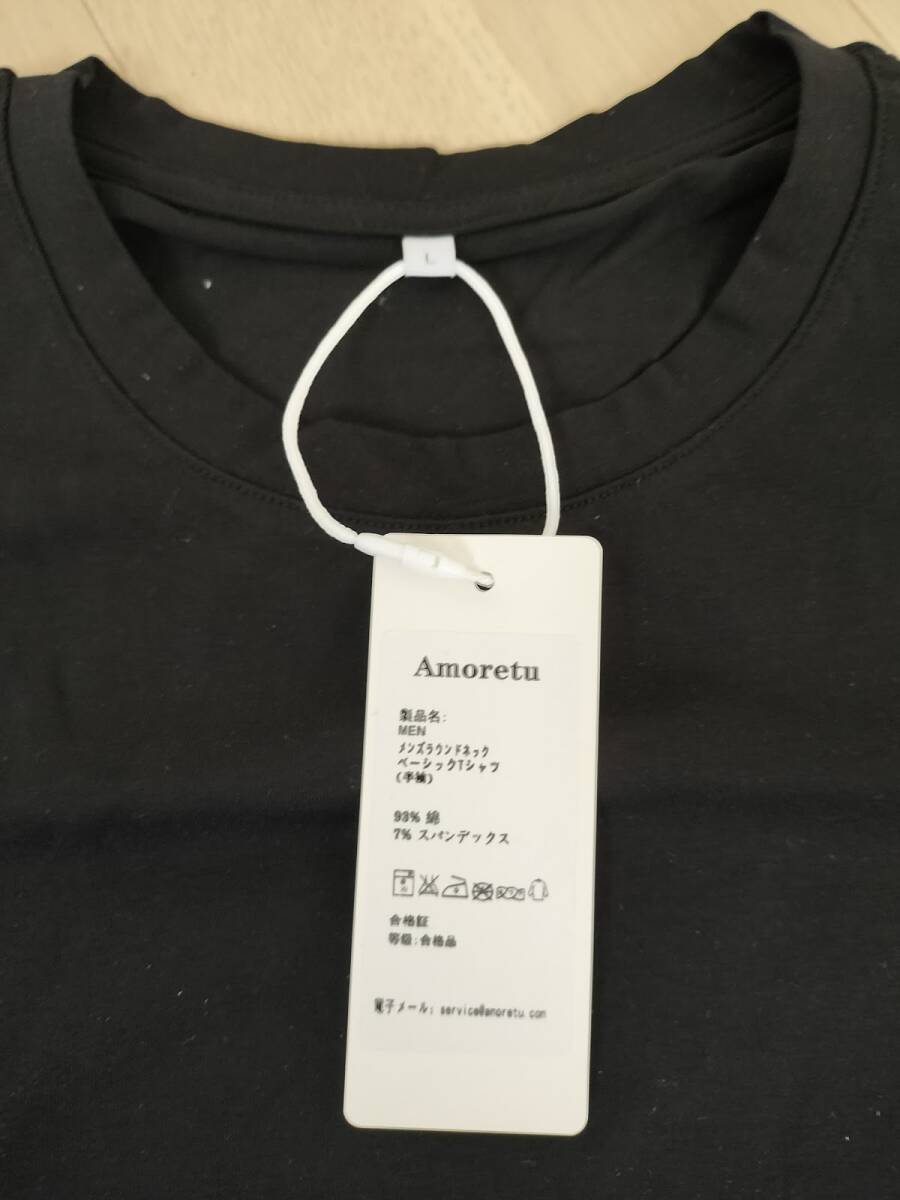 L
Amoretu
製品名:
MEN
メンズラウンドネック
ベーシックTシャツ
(半袖)
93% 綿
7% スパンデックス
合格証
等級:合格品
電子メール: service@amoretu.com